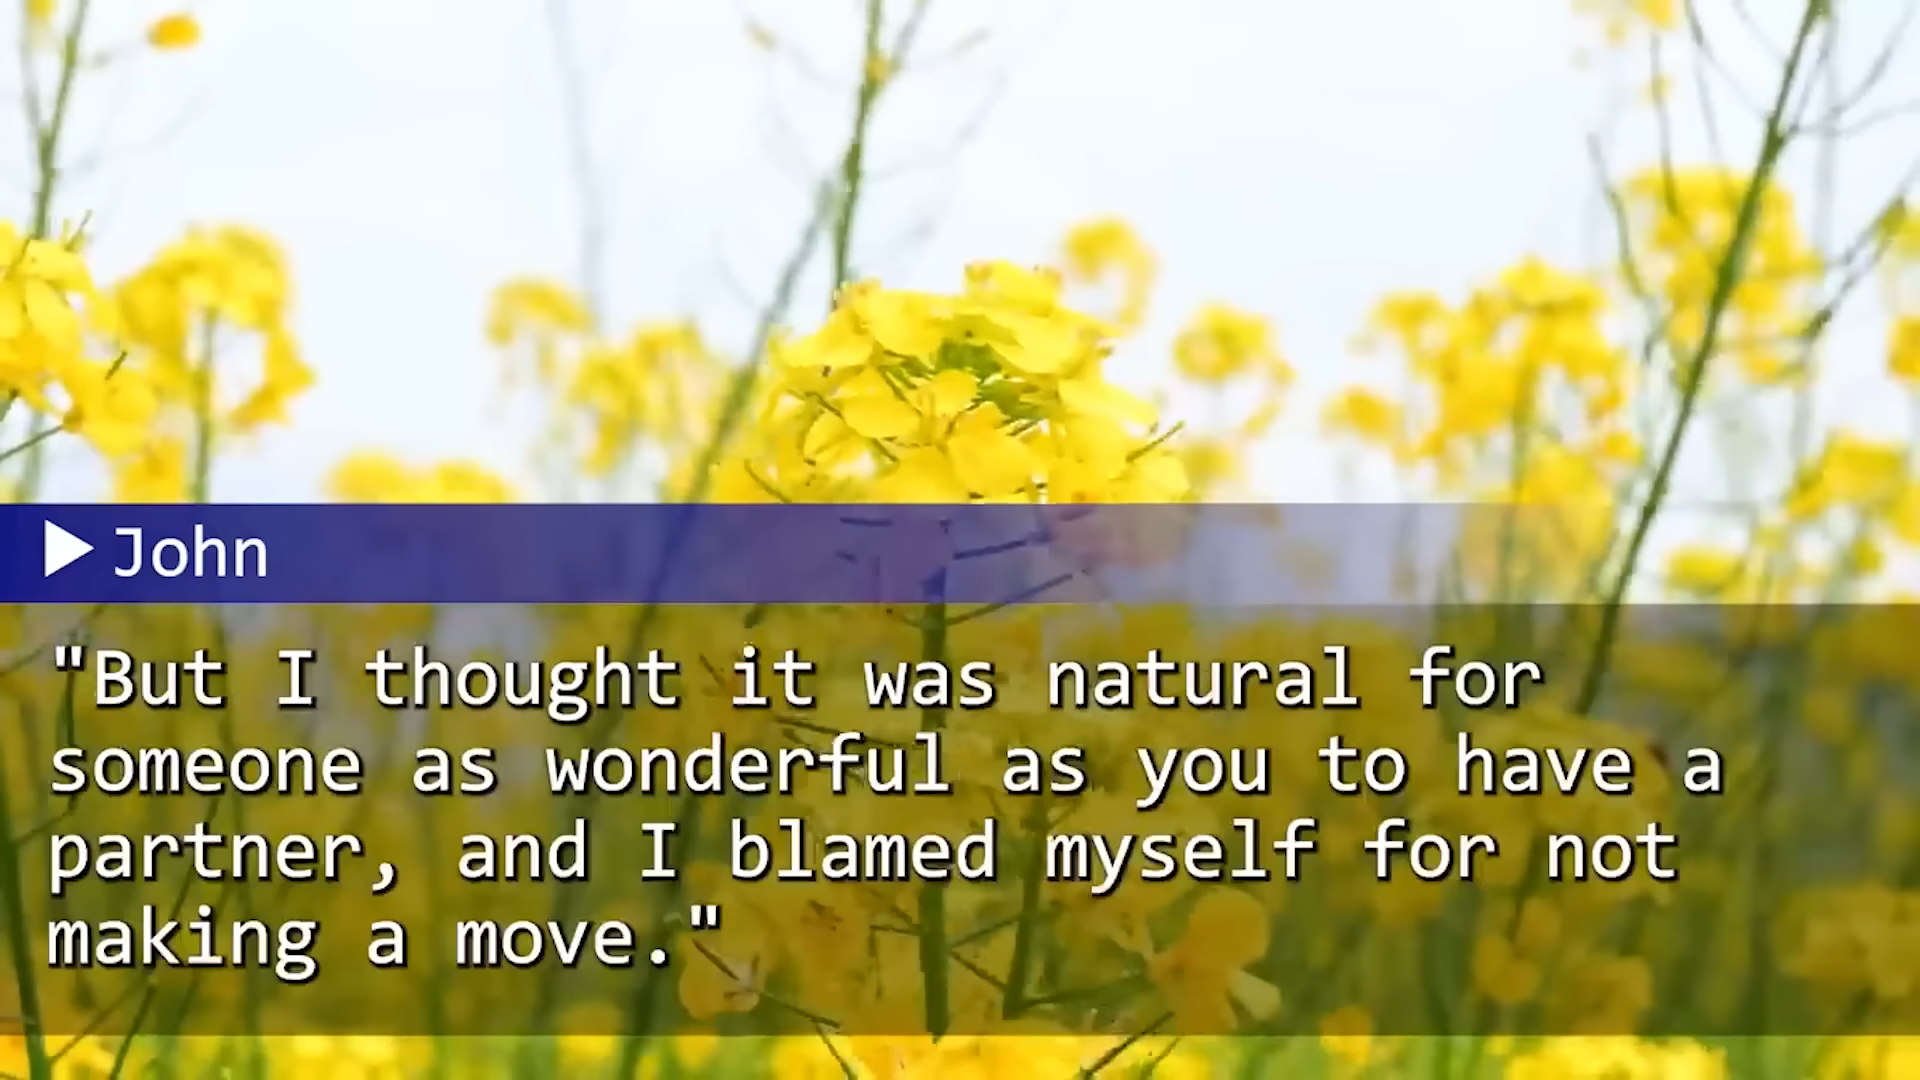 ▶ John
"But I thought it was natural for
someone as wonderful as you to have a
partner, and I blamed myself for not
making a move."